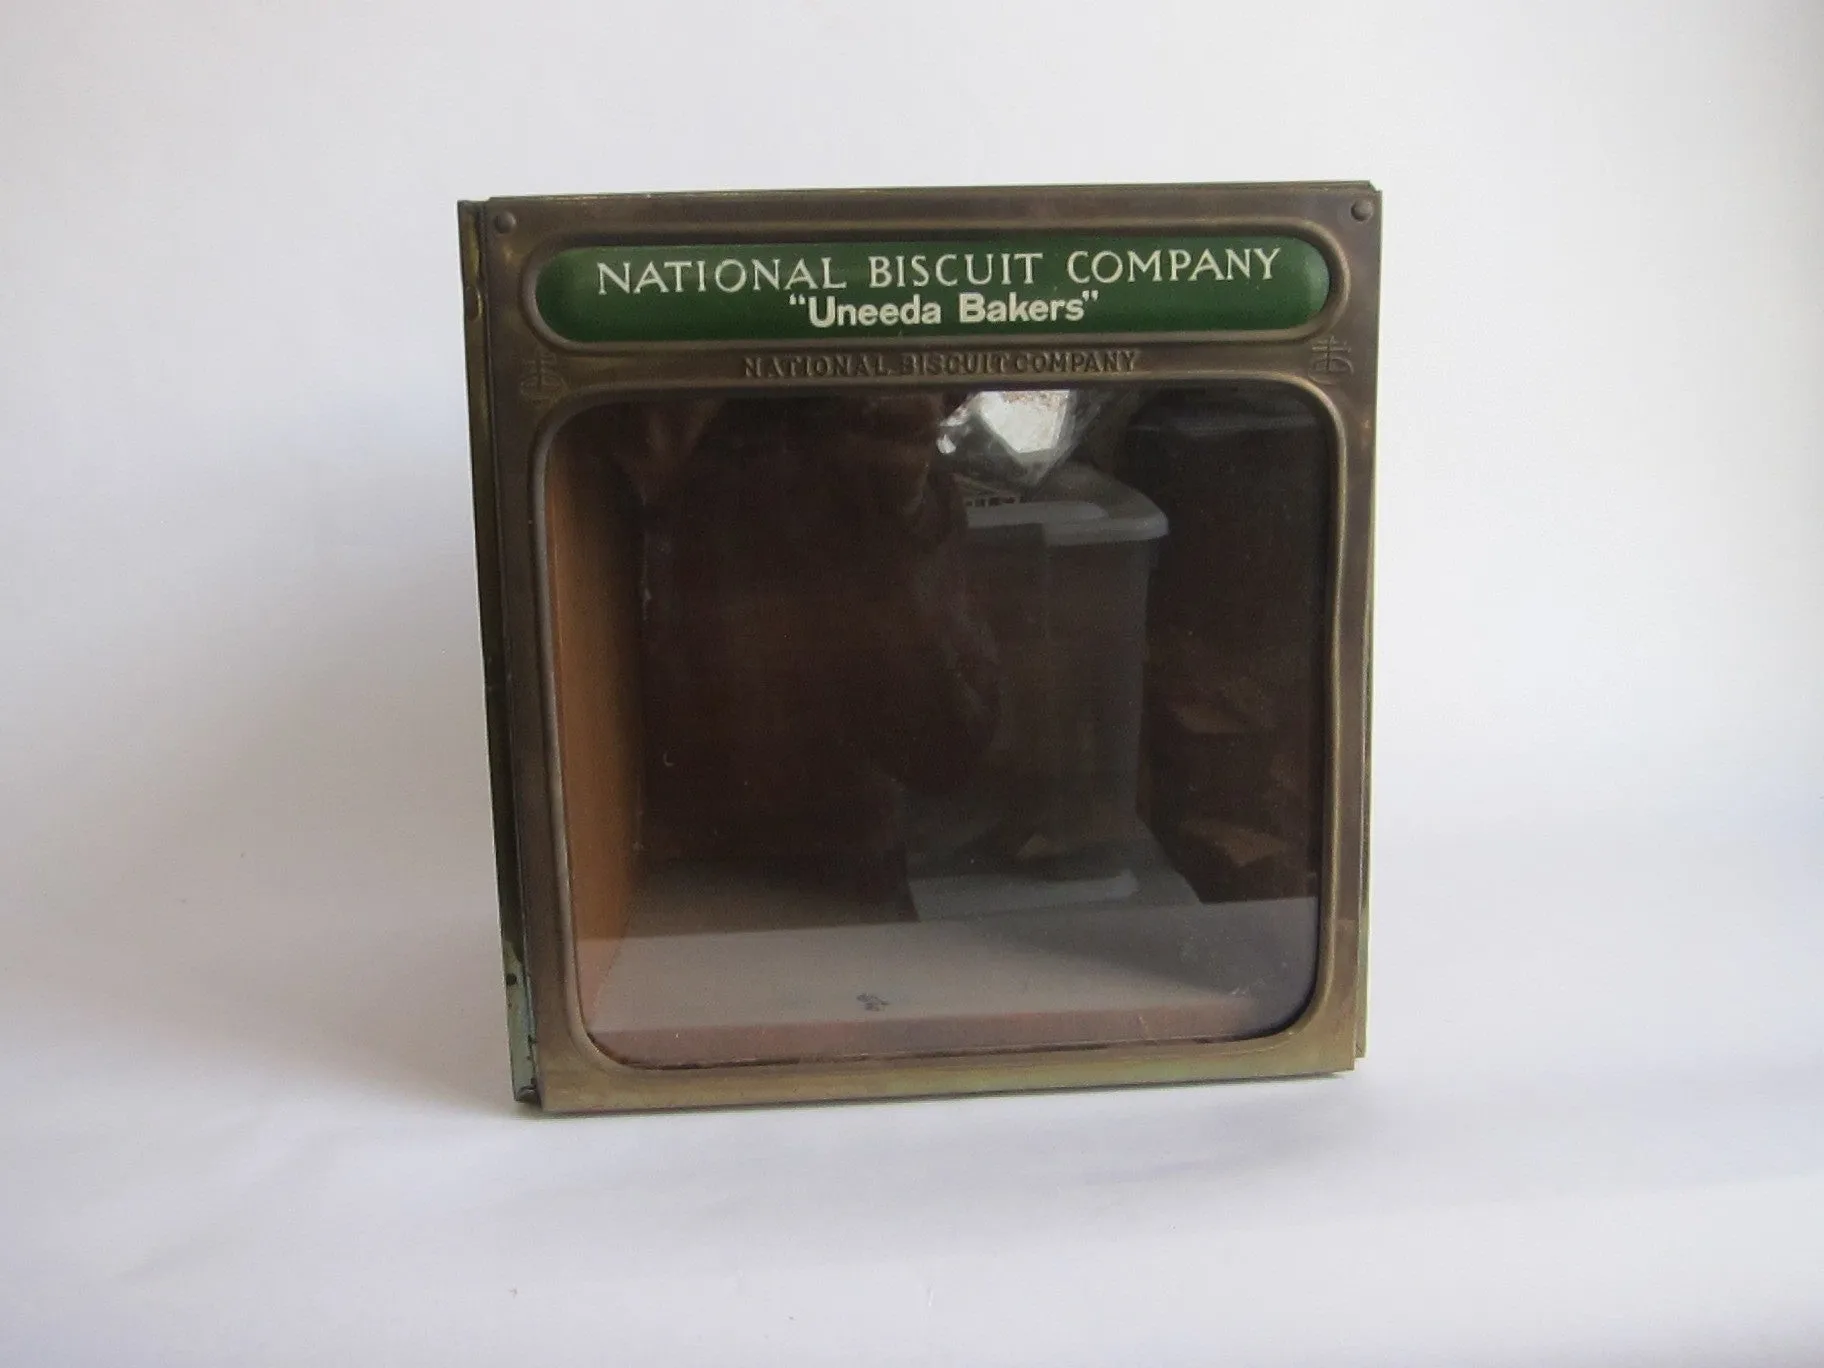 NATIONAL BISCUIT COMPANY
"Uneeda Bakers"
NATIONAL BISCUIT COMPANY